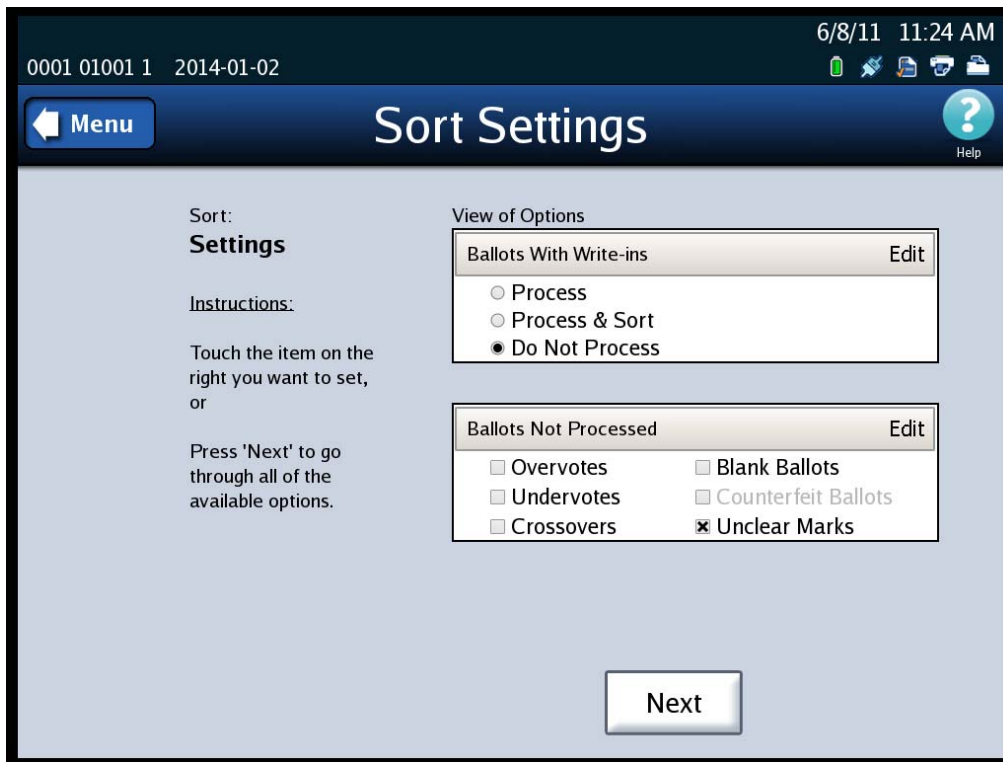 6/8/11 11:24 AM
0001 01001 1 2014-01-02
Menu
Sort Settings
Help
Sort:
Settings
Instructions:
Touch the item on the
right you want to set,
or
Press 'Next' to go
through all of the
available options.
View of Options
Ballots With Write-ins Edit
Process
Process & Sort
Do Not Process
Ballots Not Processed Edit
Overvotes Blank Ballots
Undervotes Counterfeit Ballots
Crossovers Unclear Marks
Next